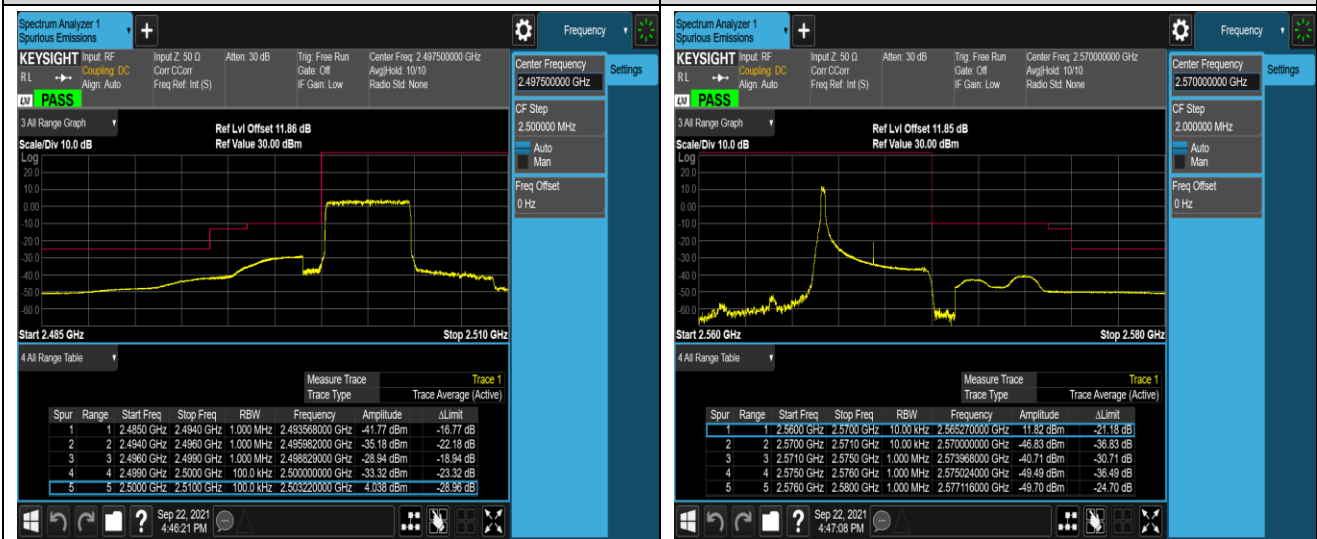 Spectrum Analyzer 1
Spurious Emissions
+
Frequency
KEYSIGHT
RL
LXI PASS
Input: RF
Coupling: DC
Align: Auto
Input Z: 50 Ω
Corr CCorr
Freq Ref: Int (S)
Atten: 30 dB
Trig: Free Run
Gate: Off
IF Gain: Low
Center Freq: 2.497500000 GHz
Avg|Hold: 10/10
Radio Std: None
Center Frequency
2.497500000 GHz
Settings
CF Step
2.500000 MHz
Auto
Man
Freq Offset
0 Hz
3 All Range Graph
Ref Lvl Offset 11.86 dB
Scale/Div 10.0 dB
Ref Value 30.00 dBm
Log
20.0
10.0
0.00
-10.0
-20.0
-30.0
-40.0
-50.0
-60.0
Start 2.485 GHz
Stop 2.510 GHz
4 All Range Table
Measure Trace Trace 1
Trace Type Trace Average (Active)
Spur Range Start Freq Stop Freq RBW Frequency Amplitude ΔLimit
1 1 2.4850 GHz 2.4940 GHz 1.000 MHz 2.493568000 GHz -41.77 dBm -16.77 dB
2 2 2.4940 GHz 2.4960 GHz 1.000 MHz 2.495982000 GHz -35.18 dBm -22.18 dB
3 3 2.4960 GHz 2.4990 GHz 1.000 MHz 2.498829000 GHz -28.94 dBm -18.94 dB
4 4 2.4990 GHz 2.5000 GHz 100.0 kHz 2.500000000 GHz -33.32 dBm -23.32 dB
5 5 2.5000 GHz 2.5100 GHz 100.0 kHz 2.503220000 GHz 4.038 dBm -28.96 dB
?
Sep 22, 2021
4:46:21 PM
Spectrum Analyzer 1
Spurious Emissions
+
Frequency
KEYSIGHT
RL
LXI PASS
Input: RF
Coupling: DC
Align: Auto
Input Z: 50 Ω
Corr CCorr
Freq Ref: Int (S)
Atten: 30 dB
Trig: Free Run
Gate: Off
IF Gain: Low
Center Freq: 2.570000000 GHz
Avg|Hold: 10/10
Radio Std: None
Center Frequency
2.570000000 GHz
Settings
CF Step
2.000000 MHz
Auto
Man
Freq Offset
0 Hz
3 All Range Graph
Ref Lvl Offset 11.85 dB
Scale/Div 10.0 dB
Ref Value 30.00 dBm
Log
20.0
10.0
0.00
-10.0
-20.0
-30.0
-40.0
-50.0
-60.0
Start 2.560 GHz
Stop 2.580 GHz
4 All Range Table
Measure Trace Trace 1
Trace Type Trace Average (Active)
Spur Range Start Freq Stop Freq RBW Frequency Amplitude ΔLimit
1 1 2.5600 GHz 2.5700 GHz 10.00 kHz 2.565270000 GHz 11.82 dBm -21.18 dB
2 2 2.5700 GHz 2.5710 GHz 10.00 kHz 2.570000000 GHz -46.83 dBm -36.83 dB
3 3 2.5710 GHz 2.5750 GHz 1.000 MHz 2.573968000 GHz -40.71 dBm -30.71 dB
4 4 2.5750 GHz 2.5760 GHz 1.000 MHz 2.575024000 GHz -49.49 dBm -36.49 dB
5 5 2.5760 GHz 2.5800 GHz 1.000 MHz 2.577116000 GHz -49.70 dBm -24.70 dB
?
Sep 22, 2021
4:47:08 PM